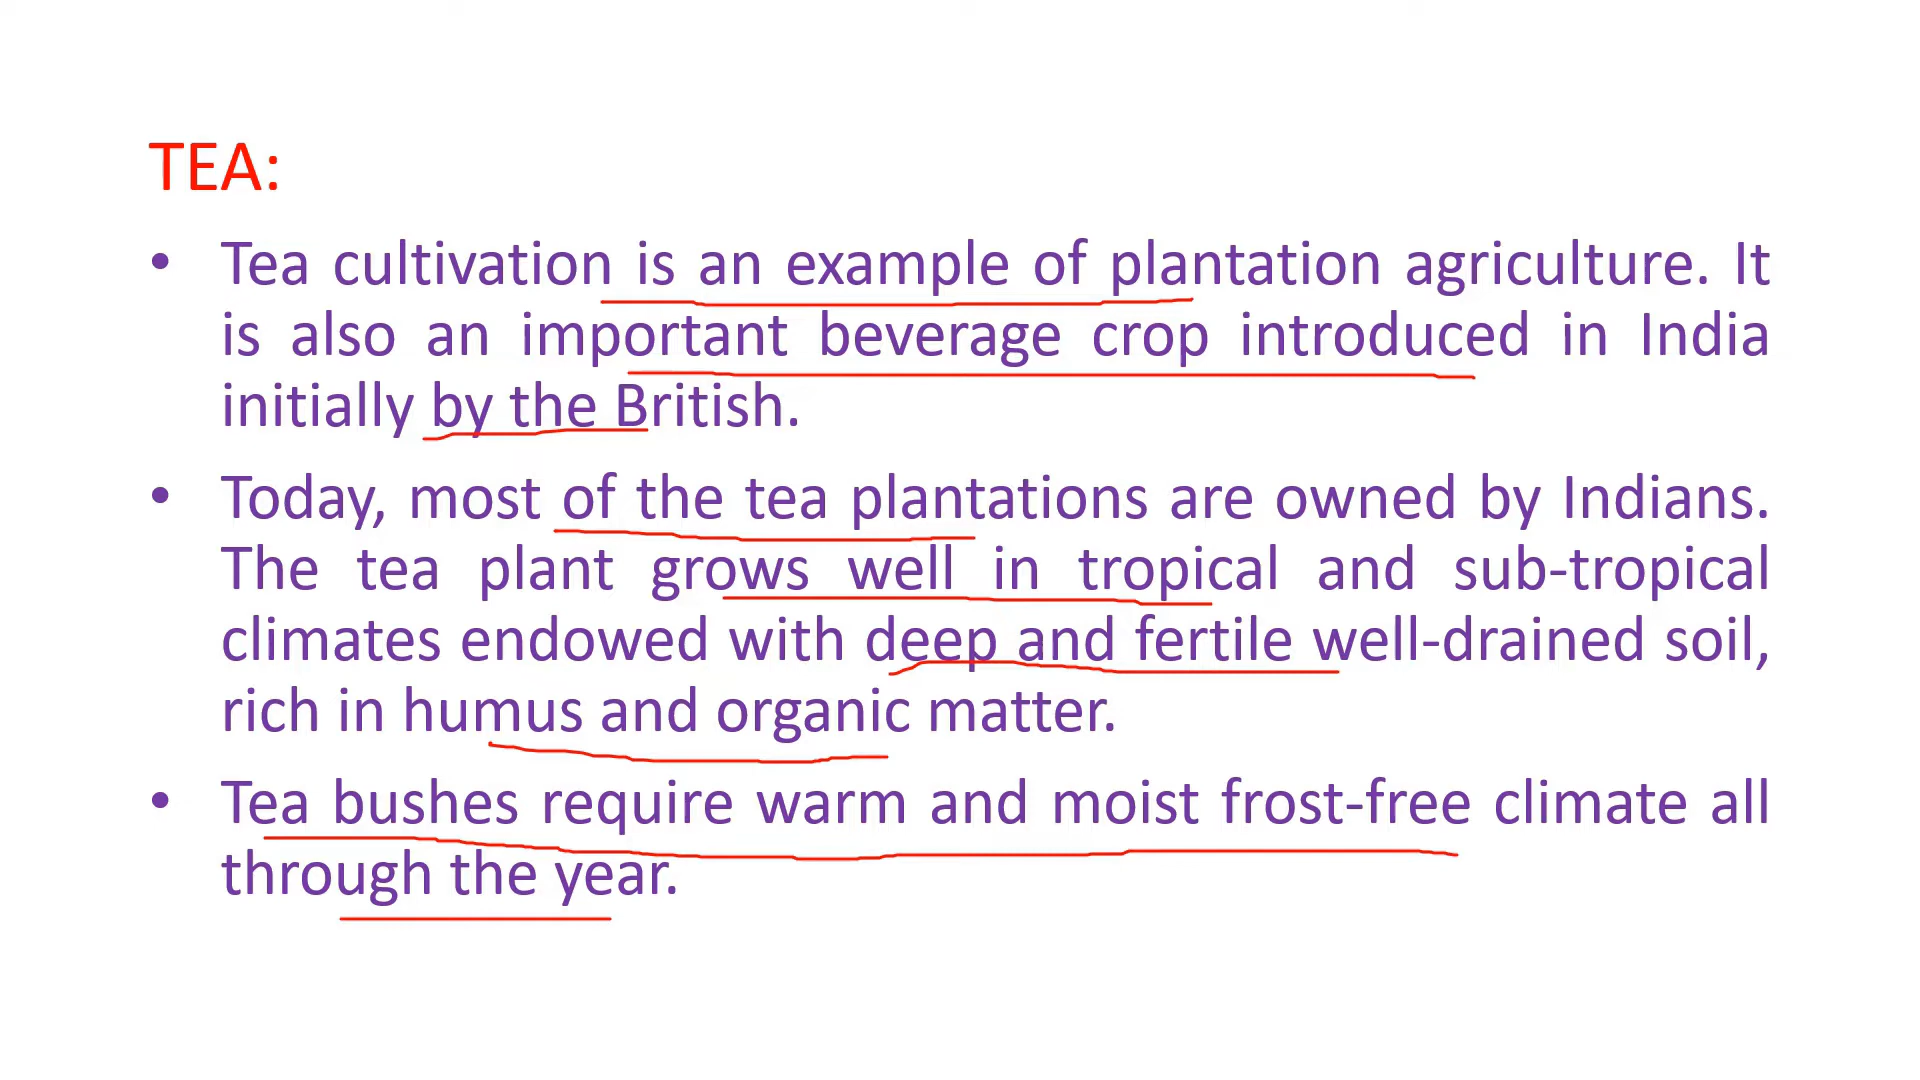 TEA:
• Tea cultivation is an example of plantation agriculture. It
is also an important beverage crop introduced in India
initially by the British.
• Today, most of the tea plantations are owned by Indians.
The tea plant grows well in tropical and sub-tropical
climates endowed with deep and fertile well-drained soil,
rich in humus and organic matter.
• Tea bushes require warm and moist frost-free climate all
through the year.